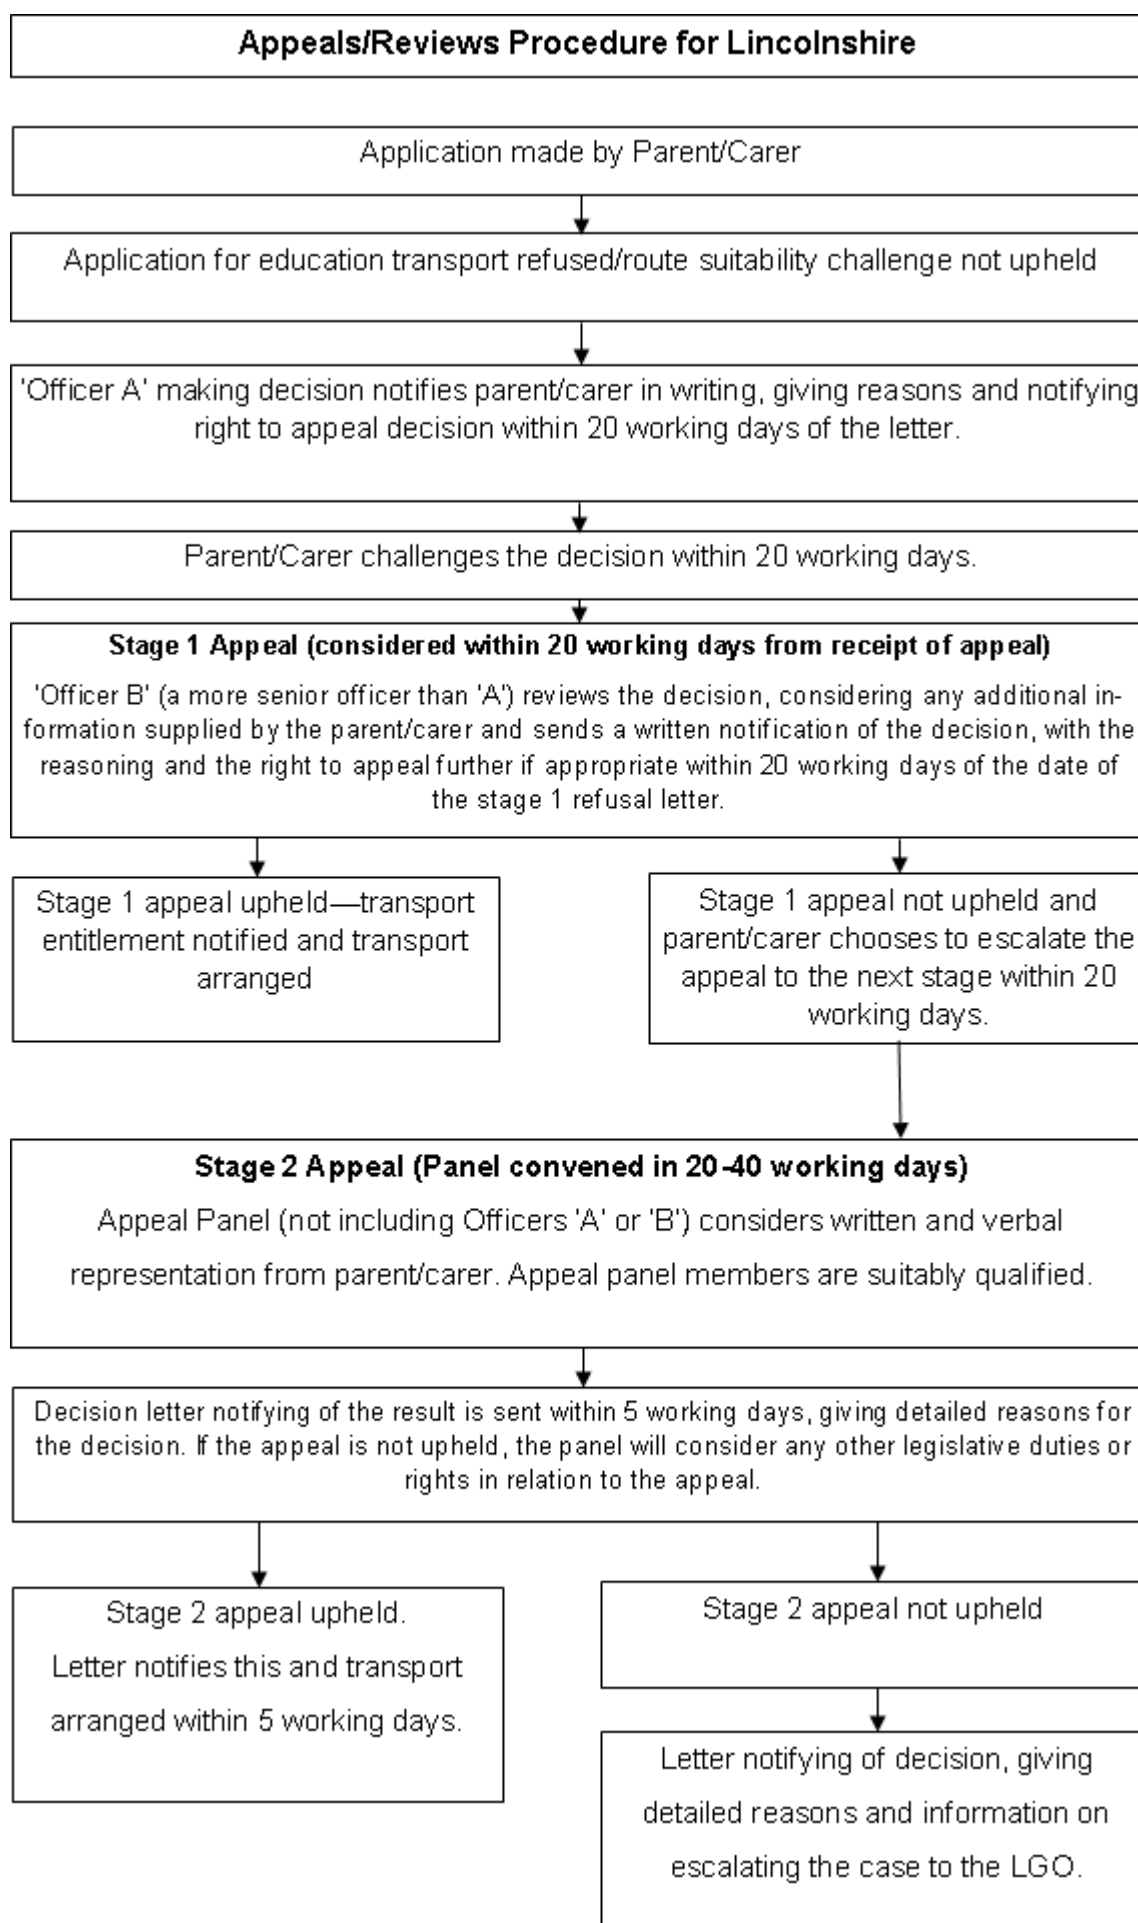 Appeals/Reviews Procedure for Lincolnshire
Application made by Parent/Carer
Application for education transport refused/route suitability challenge not upheld
'Officer A' making decision notifies parent/carer in writing, giving reasons and notifying
right to appeal decision within 20 working days of the letter.
Parent/Carer challenges the decision within 20 working days.
Stage 1 Appeal (considered within 20 working days from receipt of appeal)
'Officer B' (a more senior officer than 'A') reviews the decision, considering any additional in-
formation supplied by the parent/carer and sends a written notification of the decision, with the
reasoning and the right to appeal further if appropriate within 20 working days of the date of
the stage 1 refusal letter.
Stage 1 appeal upheld—transport
entitlement notified and transport
arranged
Stage 1 appeal not upheld and
parent/carer chooses to escalate the
appeal to the next stage within 20
working days.
Stage 2 Appeal (Panel convened in 20-40 working days)
Appeal Panel (not including Officers 'A' or 'B') considers written and verbal
representation from parent/carer. Appeal panel members are suitably qualified.
Decision letter notifying of the result is sent within 5 working days, giving detailed reasons for
the decision. If the appeal is not upheld, the panel will consider any other legislative duties or
rights in relation to the appeal.
Stage 2 appeal upheld.
Letter notifies this and transport
arranged within 5 working days.
Stage 2 appeal not upheld
Letter notifying of decision, giving
detailed reasons and information on
escalating the case to the LGO.